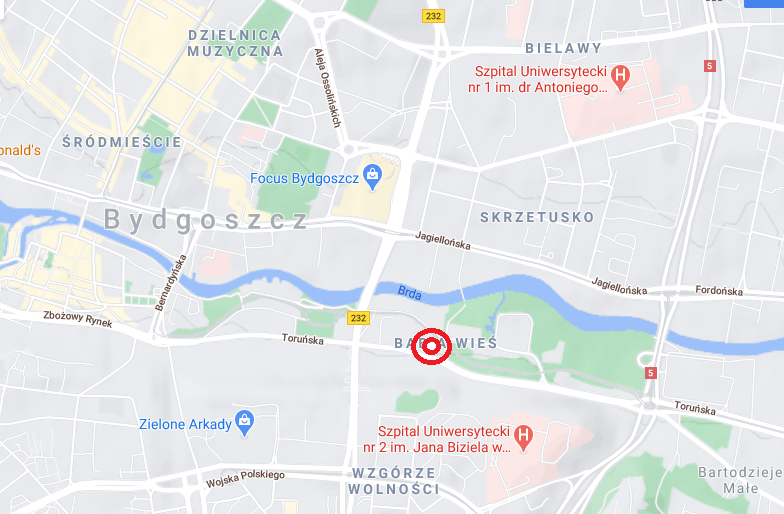 232
DZIELNICA
MUZYCZNA
BIELAWY
5
Szpital Uniwersytecki
nr 1 im. dr Antoniego...
Aleja Ossolińskich
ŚRÓDMIEŚCIE
onald's
Focus Bydgoszcz
Bydgoszcz
SKRZETUSKO
Jagiellońska
Bernardyńska
Brda
Jagiellońska
Fordońska
Zbożowy Rynek
232
Toruńska
WIEŚ
5
Toruńska
Zielone Arkady
Szpital Uniwersytecki
nr 2 im. Jana Biziela w...
WZGÓRZE
WOLNOŚCI
Wojska Polskiego
Bartodzieje
Małe